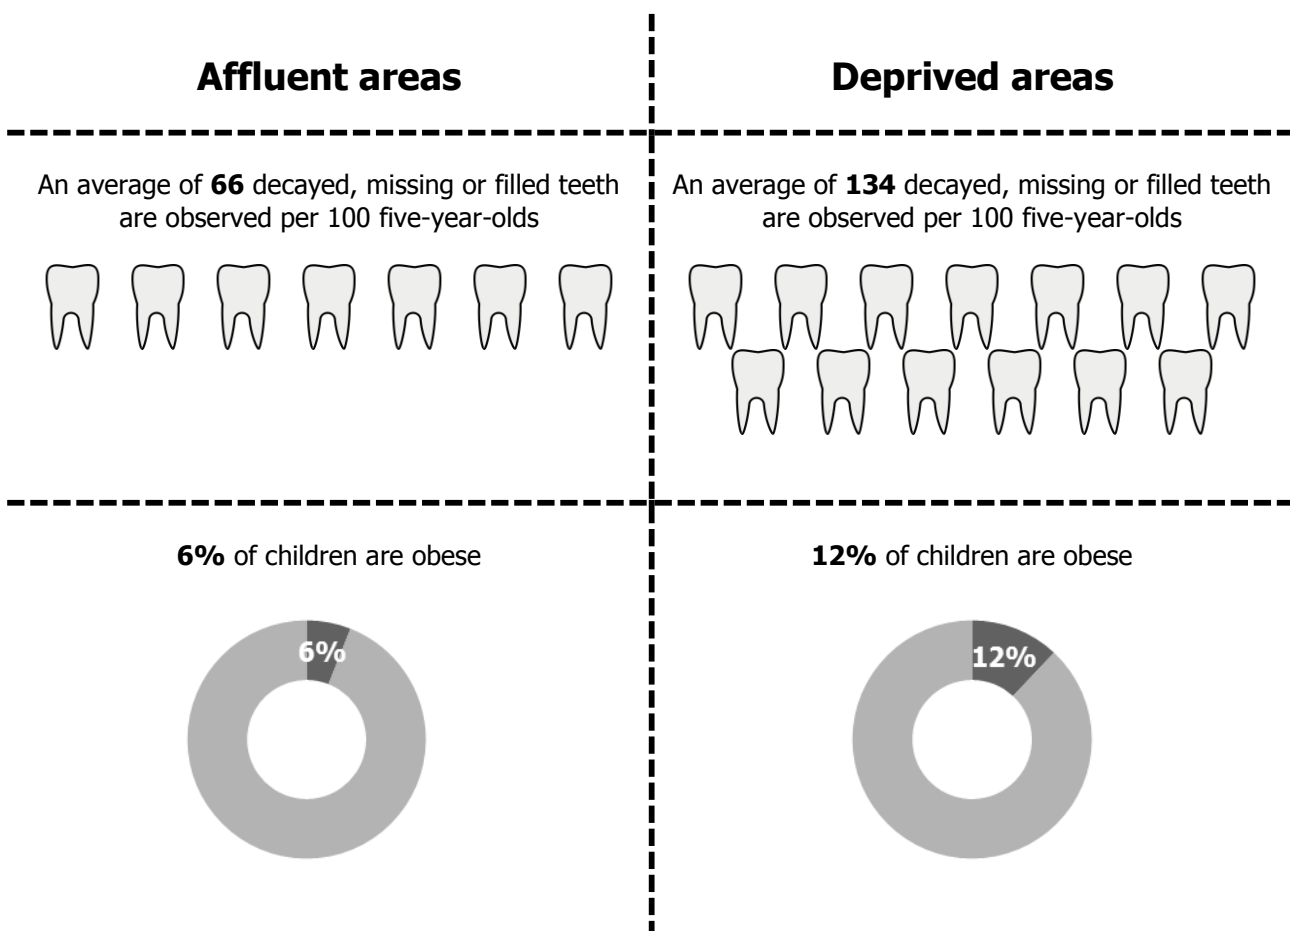 Affluent areas
Deprived areas
An average of 66 decayed, missing or filled teeth
are observed per 100 five-year-olds
An average of 134 decayed, missing or filled teeth
are observed per 100 five-year-olds
6% of children are obese
12% of children are obese
6%
12%